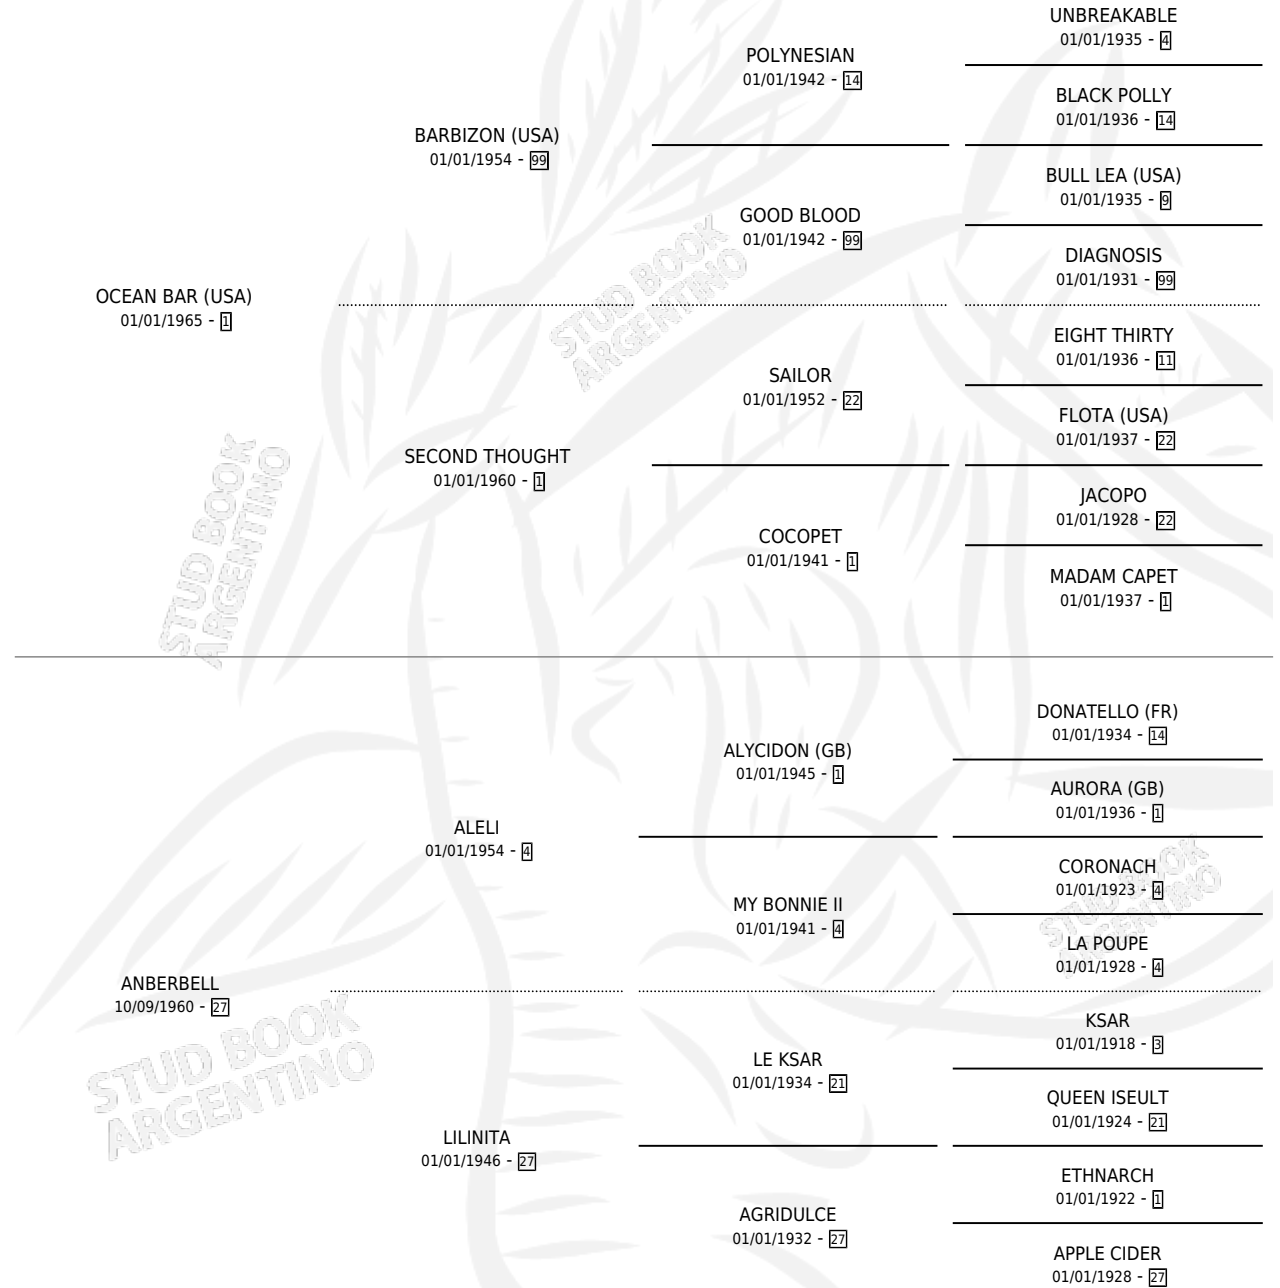 UNBREAKABLE
01/01/1935 - 4
POLYNESIAN
01/01/1942 - 14
BLACK POLLY
01/01/1936 - 14
BARBIZON (USA)
01/01/1954 - 99
BULL LEA (USA)
01/01/1935 - 9
GOOD BLOOD
01/01/1942 - 99
DIAGNOSIS
01/01/1931 - 99
OCEAN BAR (USA)
01/01/1965 - 1
EIGHT THIRTY
01/01/1936 - 11
SAILOR
01/01/1952 - 22
FLOTA (USA)
01/01/1937 - 22
SECOND THOUGHT
01/01/1960 - 1
JACOPO
01/01/1928 - 22
COCOPET
01/01/1941 - 1
MADAM CAPET
01/01/1937 - 1
DONATELLO (FR)
01/01/1934 - 14
ALYCIDON (GB)
01/01/1945 - 1
AURORA (GB)
01/01/1936 - 1
ALELI
01/01/1954 - 4
CORONACH
01/01/1923 - 4
MY BONNIE II
01/01/1941 - 4
LA POUPE
01/01/1928 - 4
ANBERBELL
10/09/1960 - 27
KSAR
01/01/1918 - 3
LE KSAR
01/01/1934 - 21
QUEEN ISEULT
01/01/1924 - 21
LILINITA
01/01/1946 - 27
ETHNARCH
01/01/1922 - 1
AGRIDULCE
01/01/1932 - 27
APPLE CIDER
01/01/1928 - 27
STUD BOOK
ARGENTINO
STUD BOOK
ARGENTINO
STUD BOOK
ARGENTINO
STUD BOOK
ARGENTINO